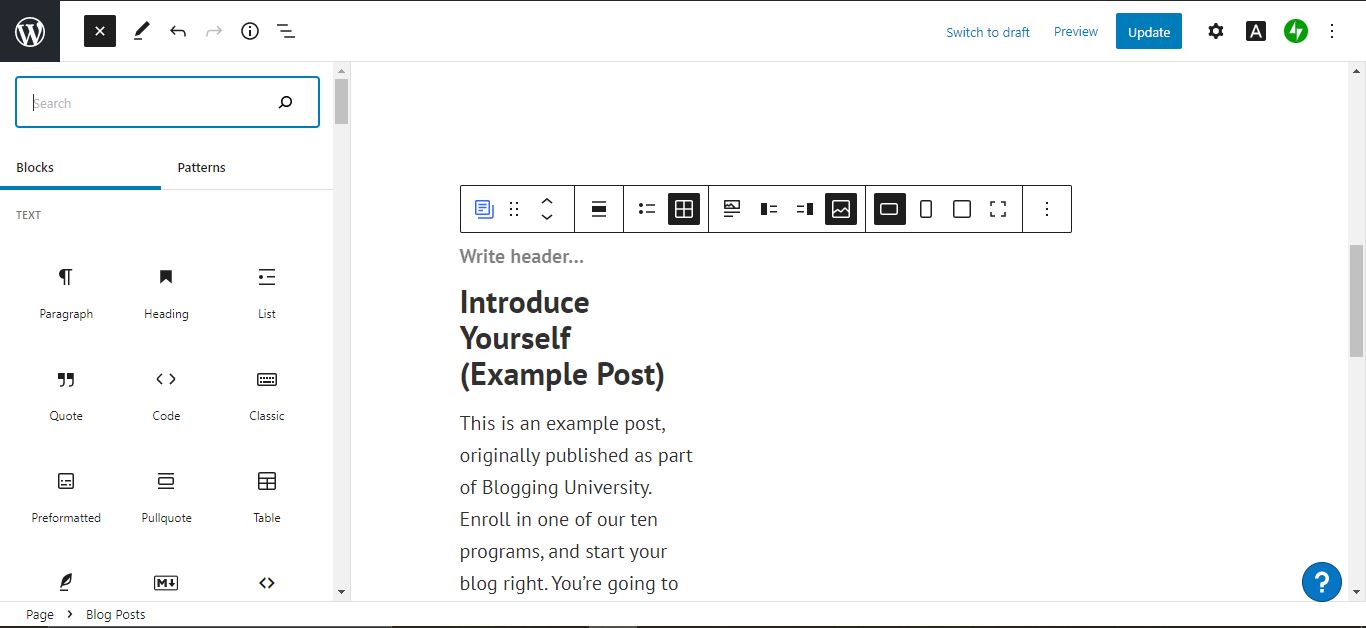 Switch to draft
Preview
Update
A
Search
Blocks
Patterns
TEXT
Paragraph
Heading
List
Quote
Code
Classic
Preformatted
Pullquote
Table
M
Write header...
Introduce
Yourself
(Example Post)
This is an example post,
originally published as part
of Blogging University.
Enroll in one of our ten
programs, and start your
blog right. You’re going to
?
Page > Blog Posts